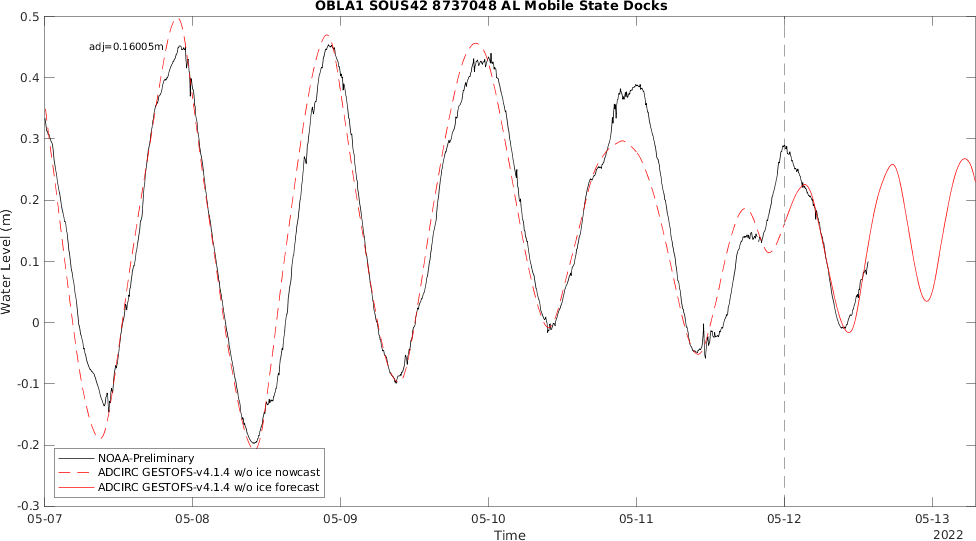 OBLA1 SOUS42 8737048 AL Mobile State Docks
adj=0.16005m
Water Level (m)
0.5
0.4
0.3
0.2
0.1
0
-0.1
-0.2
-0.3
NOAA-Preliminary
ADCIRC GESTOFS-v4.1.4 w/o ice nowcast
ADCIRC GESTOFS-v4.1.4 w/o ice forecast
05-07 05-08 05-09 05-10 05-11 05-12 05-13
Time
2022